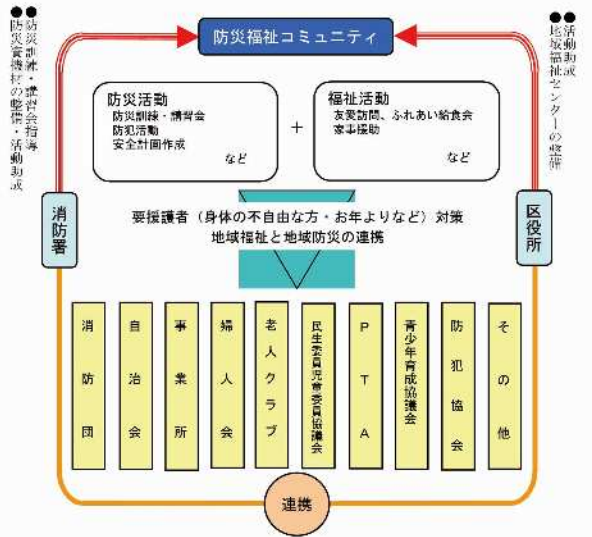 防災福祉コミュニティ
●防災訓練・講習会指導
●防災資機材の整備・活動助成
●活動助成
●地域福祉センターの整備
防災活動
防災訓練・講習会
防犯活動
安全計画作成
など
+
福祉活動
友愛訪問、ふれあい給食会
家事援助
など
消防署
区役所
要援護者（身体の不自由な方・お年よりなど）対策
地域福祉と地域防災の連携
消防団
自治会
事業所
婦人会
老人クラブ
民生委員児童委員協議会
PTA
青少年育成協議会
防犯協会
その他
連携